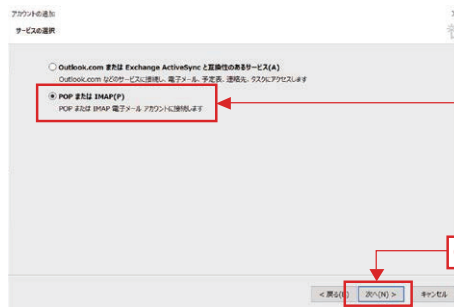 アカウントの追加
サービスの選択
Outlook.com または Exchange ActiveSync と互換性のあるサービス(A)
Outlook.com などのサービスに接続し、電子メール、予定表、連絡先、タスクにアクセスします
POP または IMAP(P)
POP または IMAP 電子メール アカウントに接続します
< 戻る(B)
次へ(N) >
キャンセル